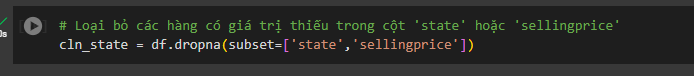 # Loại bỏ các hàng có giá trị thiếu trong cột 'state' hoặc 'sellingprice'
cln_state = df.dropna(subset=['state','sellingprice'])